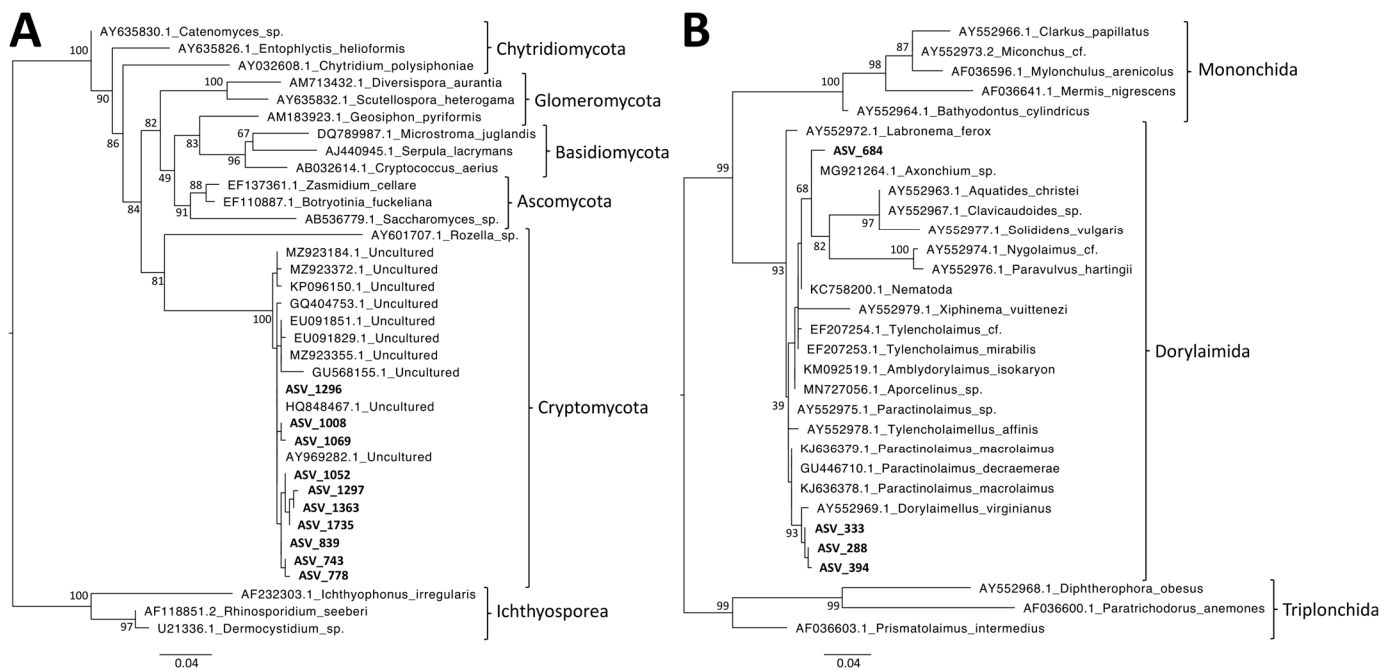 A
AY635830.1_Catenomyces_sp.
100
AY635826.1_Entophlyctis_helioformis
Chytridiomycota
AY032608.1_Chytridium_polysiphoniae
90
AM713432.1_Diversispora_aurantia
100
AY635832.1_Scutellospora_heterogama
Glomeromycota
AM183923.1_Geosiphon_pyriformis
82
DQ789987.1_Microstroma_juglandis
67
86
83
AJ440945.1_Serpula_lacrymans
Basidiomycota
96
AB032614.1_Cryptococcus_aerius
49
EF137361.1_Zasmidium_cellare
88
EF110887.1_Botryotinia_fuckeliana
Ascomycota
84
91
AB536779.1_Saccharomyces_sp.
AY601707.1_Rozella_sp.
MZ923184.1_Uncultured
MZ923372.1_Uncultured
81
KP096150.1_Uncultured
GQ404753.1_Uncultured
100
EU091851.1_Uncultured
EU091829.1_Uncultured
MZ923355.1_Uncultured
GU568155.1_Uncultured
ASV_1296
HQ848467.1_Uncultured
Cryptomycota
ASV_1008
ASV_1069
AY969282.1_Uncultured
ASV_1052
ASV_1297
ASV_1363
ASV_1735
ASV_839
ASV_743
ASV_778
100
AF232303.1_Ichthyophonus_irregularis
AF118851.2_Rhinosporidium_seeberi
Ichthyosporea
97
U21336.1_Dermocystidium_sp.
0.04
B
AY552966.1_Clarkus_papillatus
87
AY552973.2_Miconchus_cf.
98
AF036596.1_Mylonchulus_arenicolus
Mononchida
100
AF036641.1_Mermis_nigrescens
AY552964.1_Bathyodontus_cylindricus
AY552972.1_Labronema_ferox
ASV_684
99
MG921264.1_Axonchium_sp.
68
AY552963.1_Aquatides_christei
AY552967.1_Clavicaudoides_sp.
97
AY552977.1_Solididens_vulgaris
82
100
AY552974.1_Nygolaimus_cf.
93
AY552976.1_Paravulvus_hartingii
KC758200.1_Nematoda
AY552979.1_Xiphinema_vuittenezi
EF207254.1_Tylencholaimus_cf.
EF207253.1_Tylencholaimus_mirabilis
Dorylaimida
KM092519.1_Amblydorylaimus_isokaryon
MN727056.1_Aporcelinus_sp.
39
AY552975.1_Paractinolaimus_sp.
AY552978.1_Tylencholaimellus_affinis
KJ636379.1_Paractinolaimus_macrolaimus
GU446710.1_Paractinolaimus_decraemerae
KJ636378.1_Paractinolaimus_macrolaimus
AY552969.1_Dorylaimellus_virginianus
93
ASV_333
ASV_288
ASV_394
AY552968.1_Diphtherophora_obesus
99
99
AF036600.1_Paratrichodorus_anemones
Triplonchida
AF036603.1_Prismatolaimus_intermedius
0.04